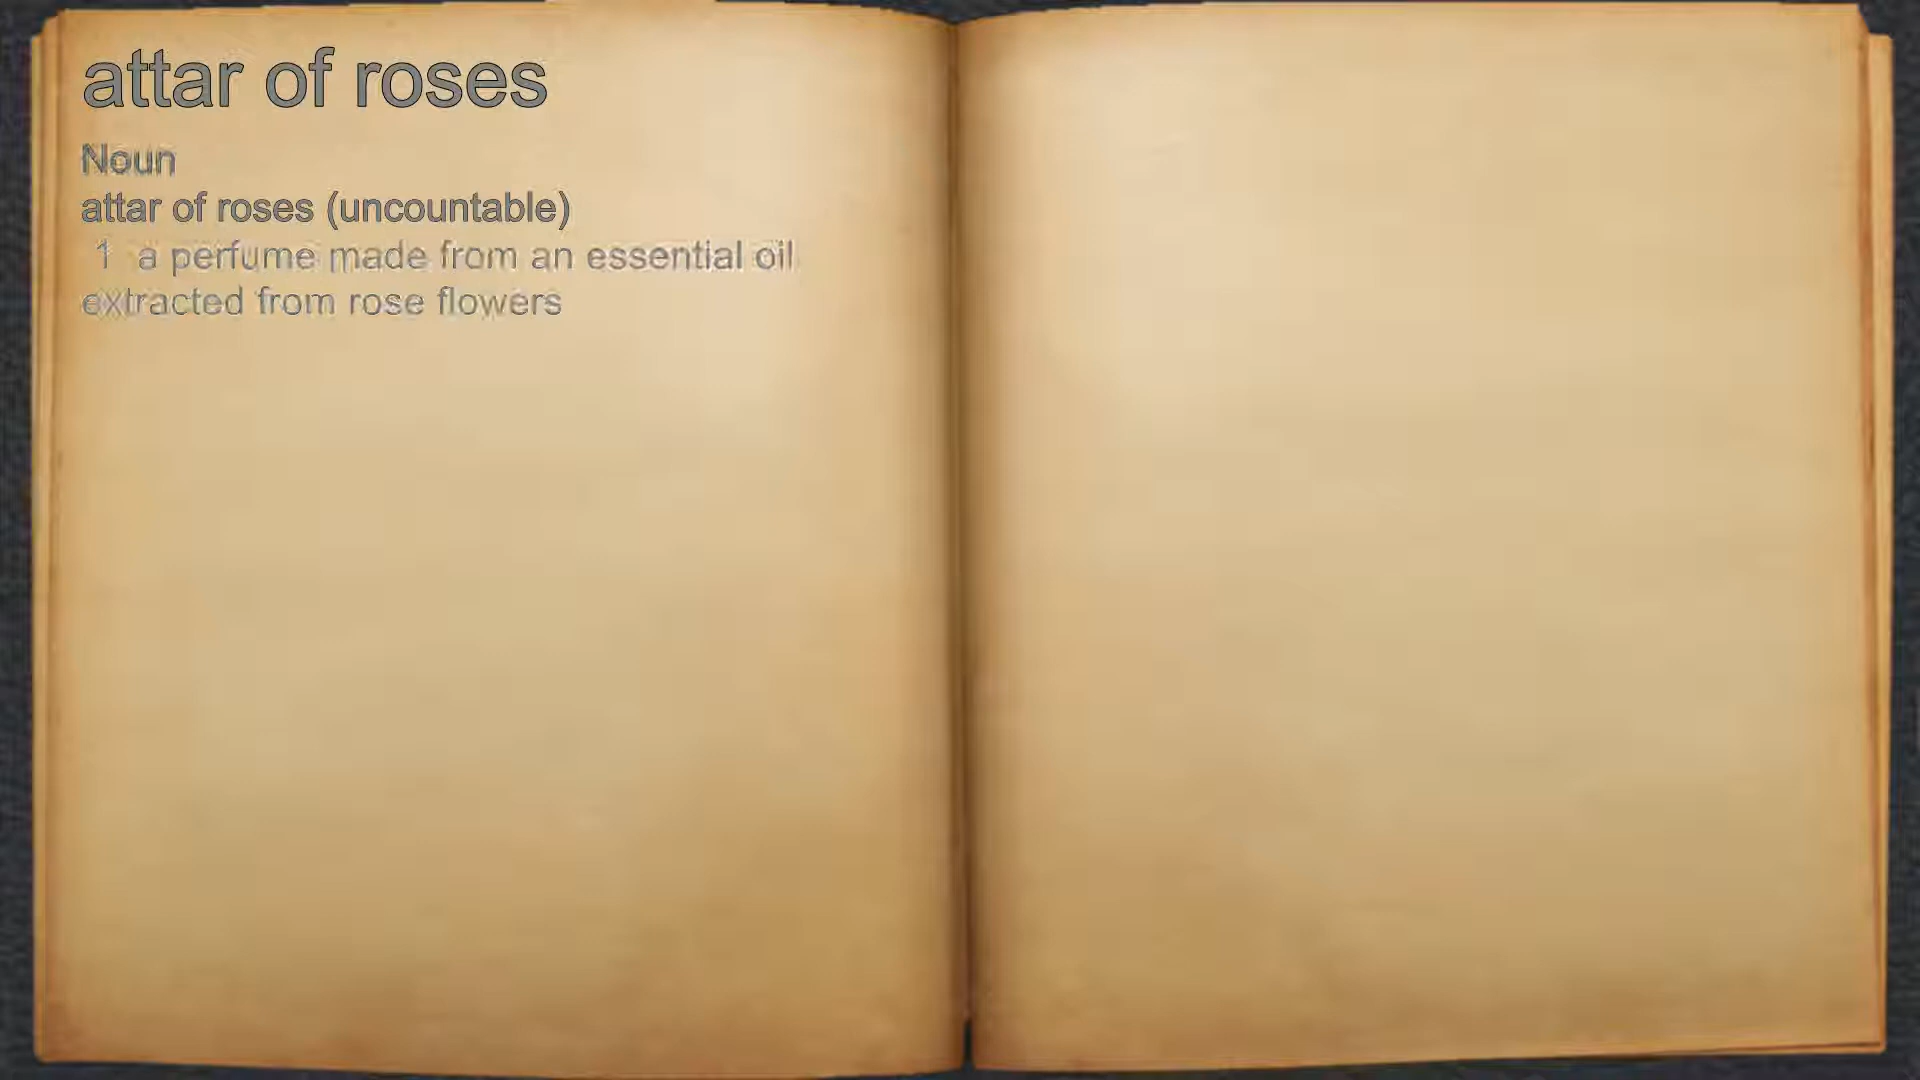 attar of roses
Noun
attar of roses (uncountable)
1 a perfume made from an essential oil
extracted from rose flowers